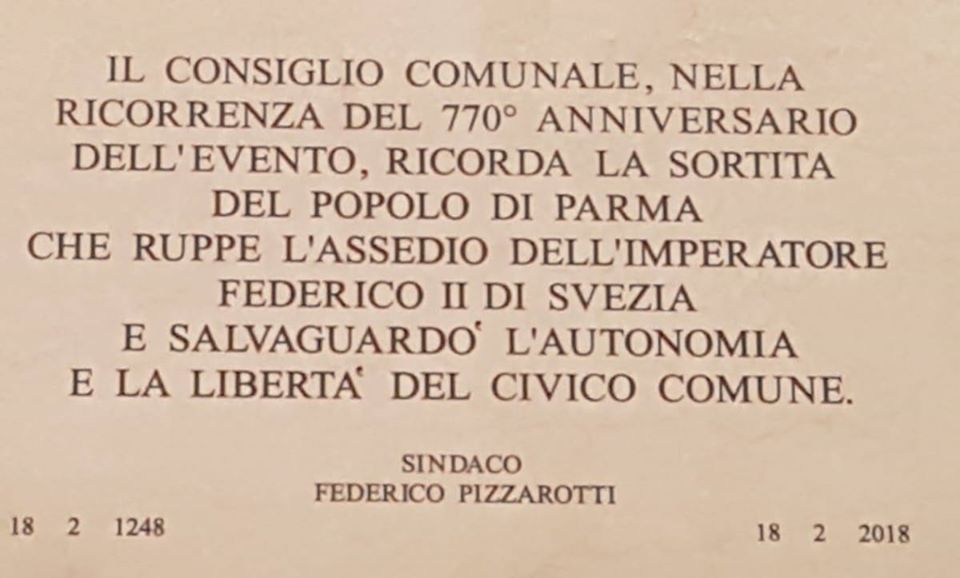 IL CONSIGLIO COMUNALE, NELLA
RICORRENZA DEL 770° ANNIVERSARIO
DELL'EVENTO, RICORDA LA SORTITA
DEL POPOLO DI PARMA
CHE RUPPE L'ASSEDIO DELL'IMPERATORE
FEDERICO II DI SVEZIA
E SALVAGUARDO' L'AUTONOMIA
E LA LIBERTA' DEL CIVICO COMUNE.
SINDACO
FEDERICO PIZZAROTTI
18 2 1248 18 2 2018